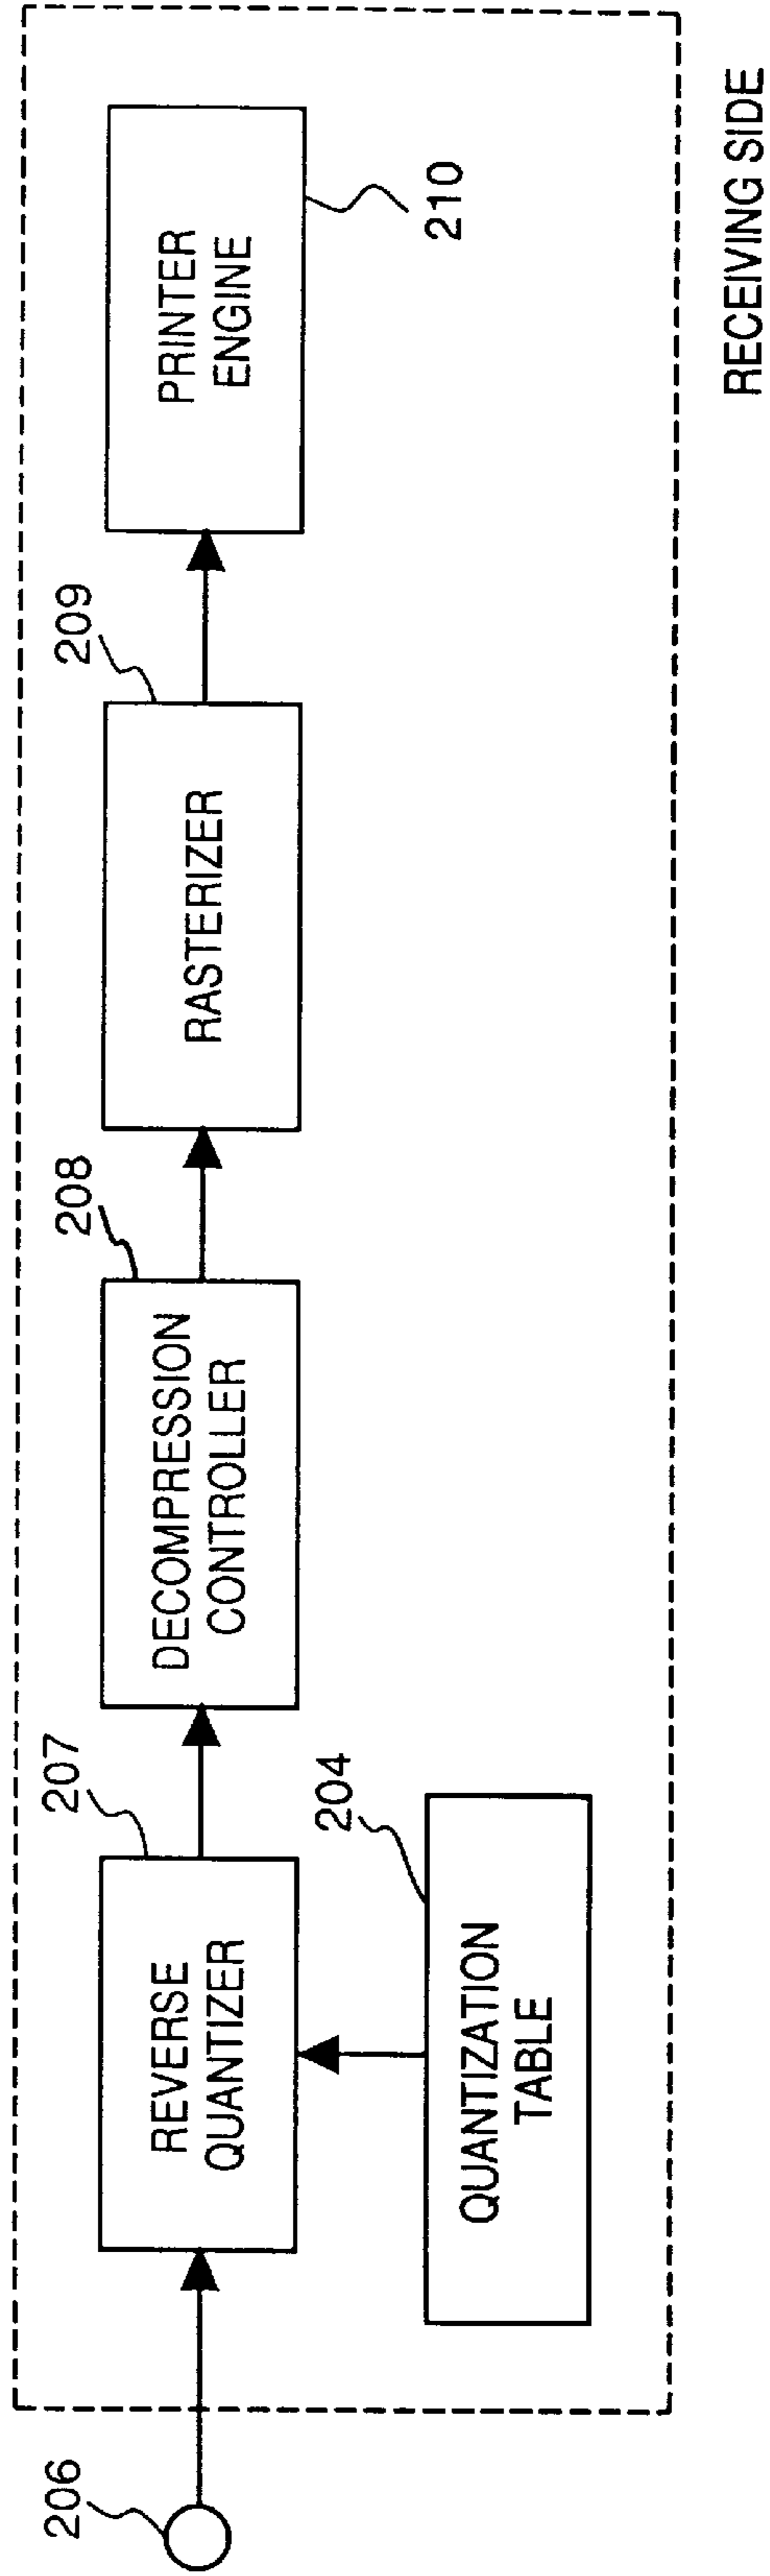 206
207
REVERSE
QUANTIZER
204
QUANTIZATION
TABLE
208
DECOMPRESSION
CONTROLLER
209
RASTERIZER
PRINTER
ENGINE
210
RECEIVING SIDE